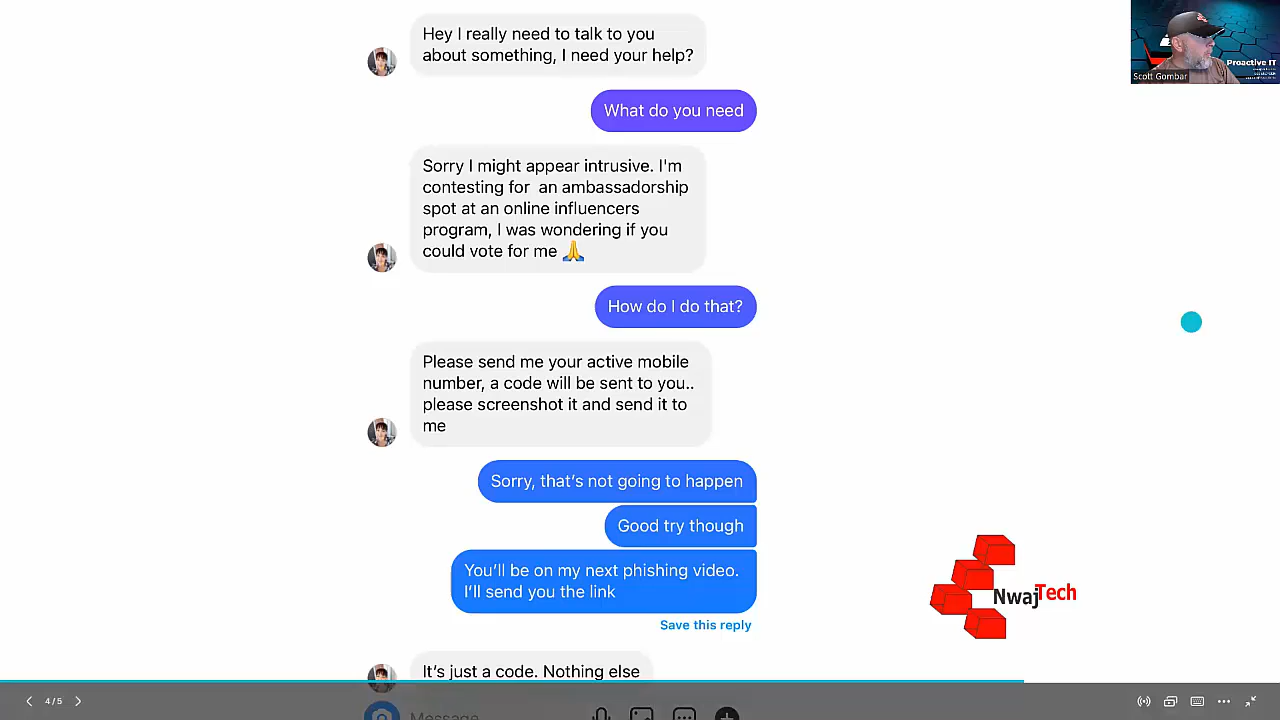 Hey I really need to talk to you
about something, I need your help?
What do you need
Sorry I might appear intrusive. I'm
contesting for an ambassadorship
spot at an online influencers
program, I was wondering if you
could vote for me 🙏
How do I do that?
Please send me your active mobile
number, a code will be sent to you..
please screenshot it and send it to
me
Sorry, that's not going to happen
Good try though
You'll be on my next phishing video.
I'll send you the link
Save this reply
It's just a code. Nothing else
Message
Scott Gombar
Proactive IT
NwajTech
4/5